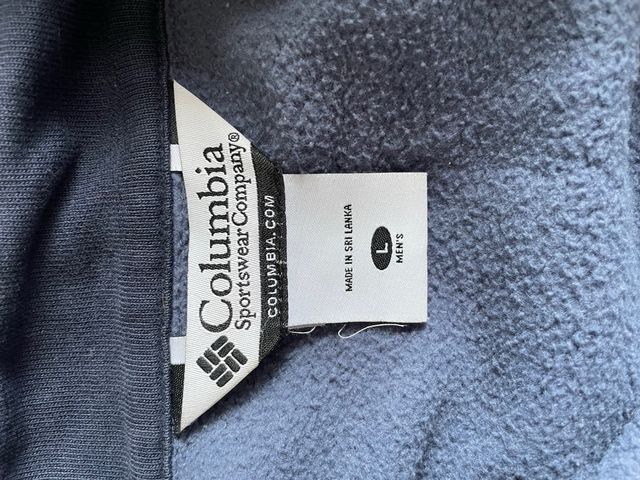 Columbia
Sportswear Company®
COLUMBIA.COM
MADE IN SRI LANKA
L
MEN'S